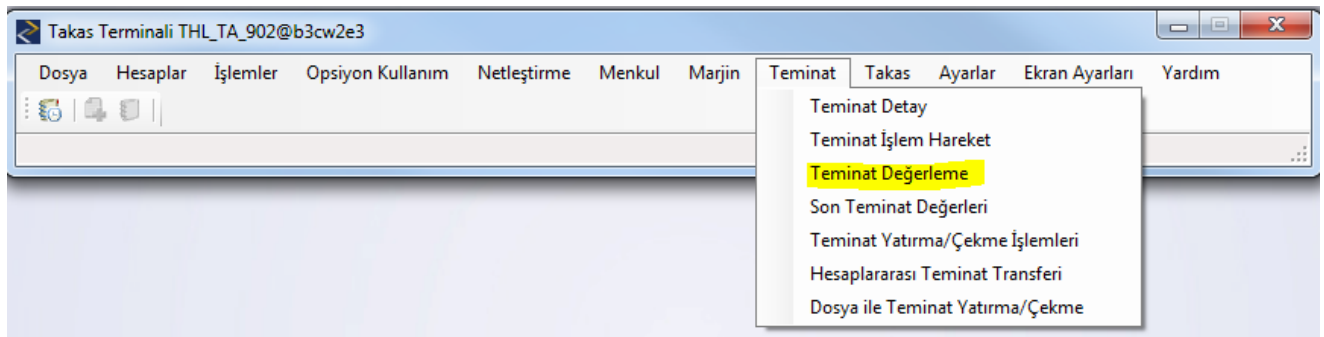 Takas Terminali THL_TA_902@b3cw2e3
Dosya Hesaplar İşlemler Opsiyon Kullanım Netleştirme Menkul Marjin Teminat Takas Ayarlar Ekran Ayarları Yardım
Teminat Detay
Teminat İşlem Hareket
Teminat Değerleme
Son Teminat Değerleri
Teminat Yatırma/Çekme İşlemleri
Hesaplararası Teminat Transferi
Dosya ile Teminat Yatırma/Çekme